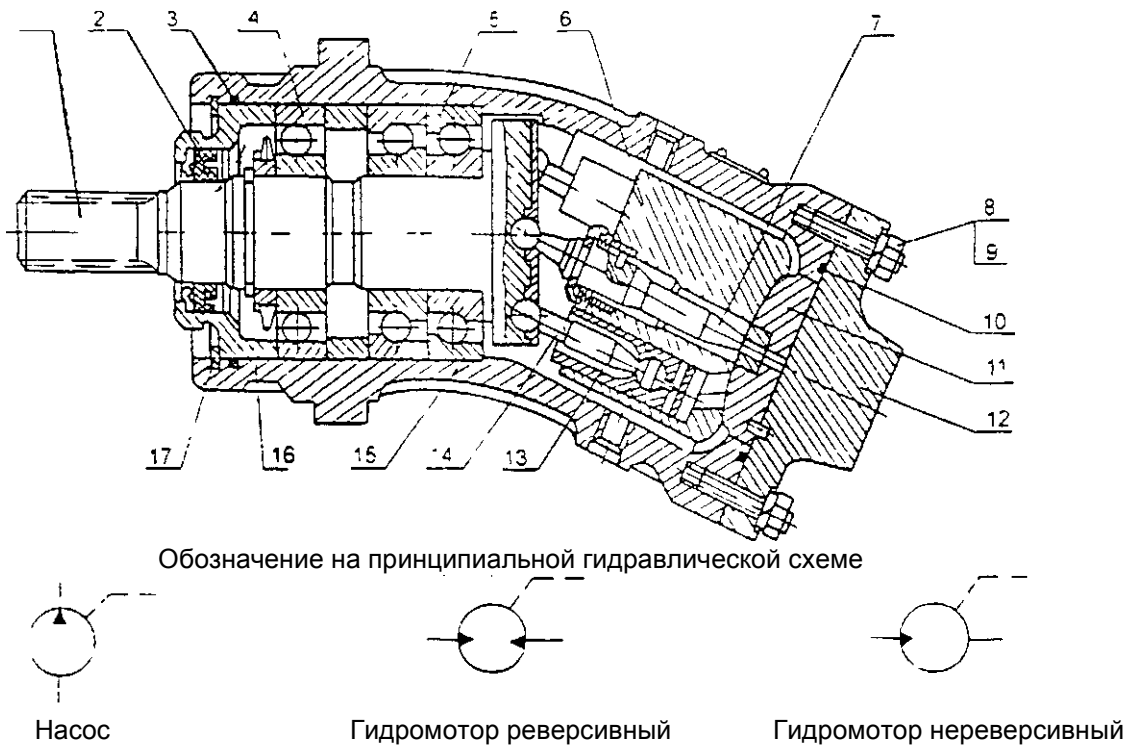 2 3 4 5 6 7
8
9
10
11
12
17 16 15 14 13
Обозначение на принципиальной гидравлической схеме
Насос Гидромотор реверсивный Гидромотор нереверсивный